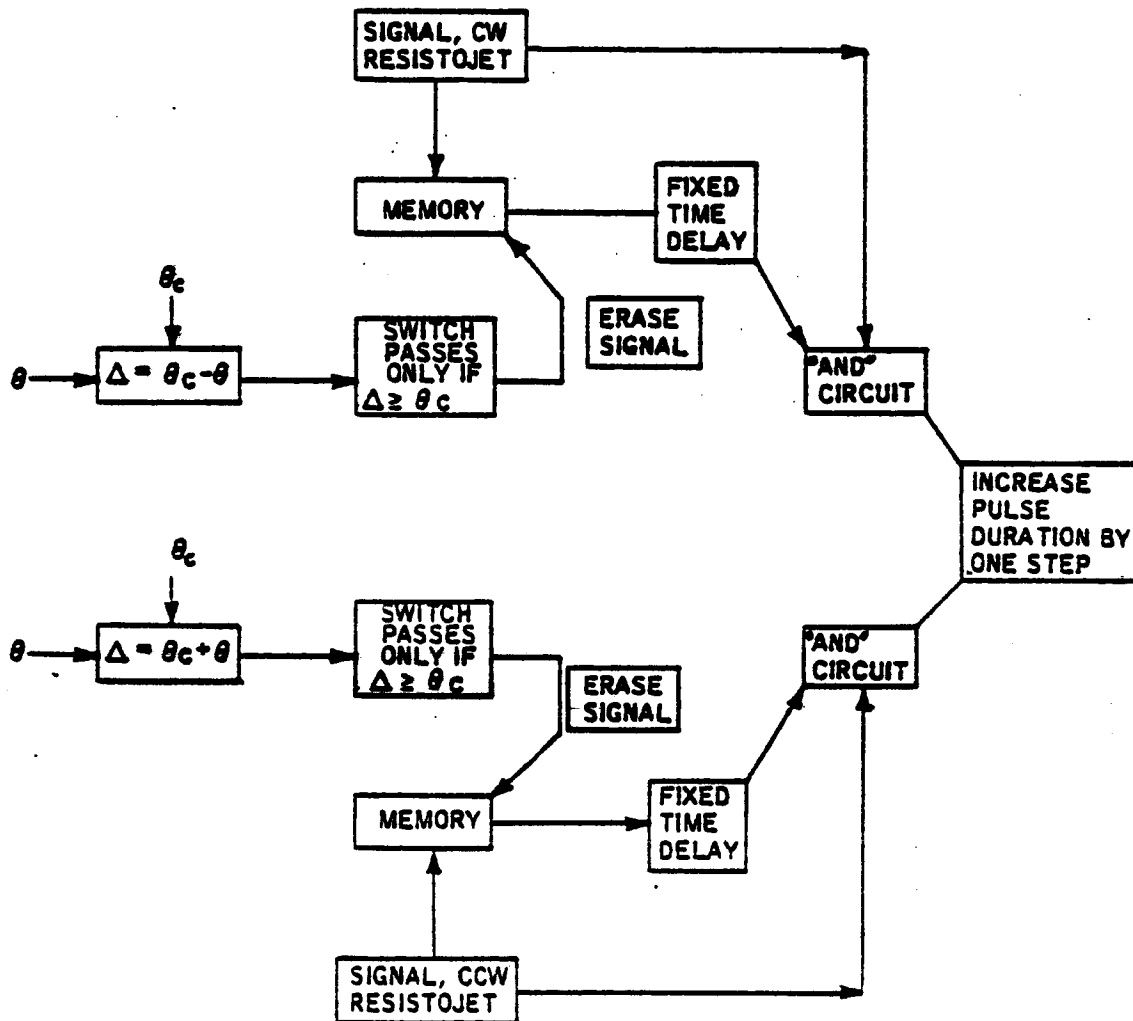 SIGNAL, CW
RESISTOJET
MEMORY
FIXED
TIME
DELAY
θc
θ
Δ = θc-θ
SWITCH
PASSES
ONLY IF
Δ ≥ θc
ERASE
SIGNAL
"AND"
CIRCUIT
INCREASE
PULSE
DURATION BY
ONE STEP
θc
θ
Δ = θc+θ
SWITCH
PASSES
ONLY IF
Δ ≥ θc
ERASE
SIGNAL
"AND"
CIRCUIT
MEMORY
FIXED
TIME
DELAY
SIGNAL, CCW
RESISTOJET